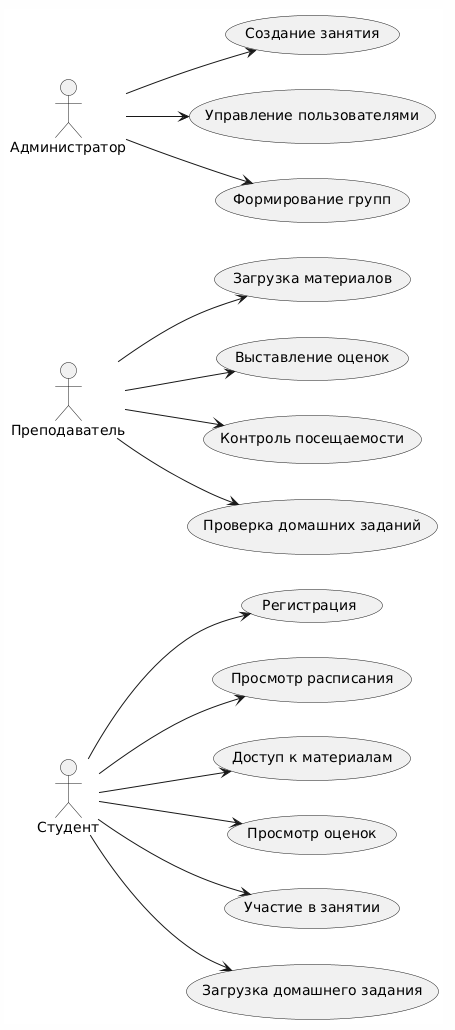 Создание занятия
Управление пользователями
Администратор
Формирование групп
Загрузка материалов
Выставление оценок
Преподаватель
Контроль посещаемости
Проверка домашних заданий
Регистрация
Просмотр расписания
Доступ к материалам
Студент
Просмотр оценок
Участие в занятии
Загрузка домашнего задания